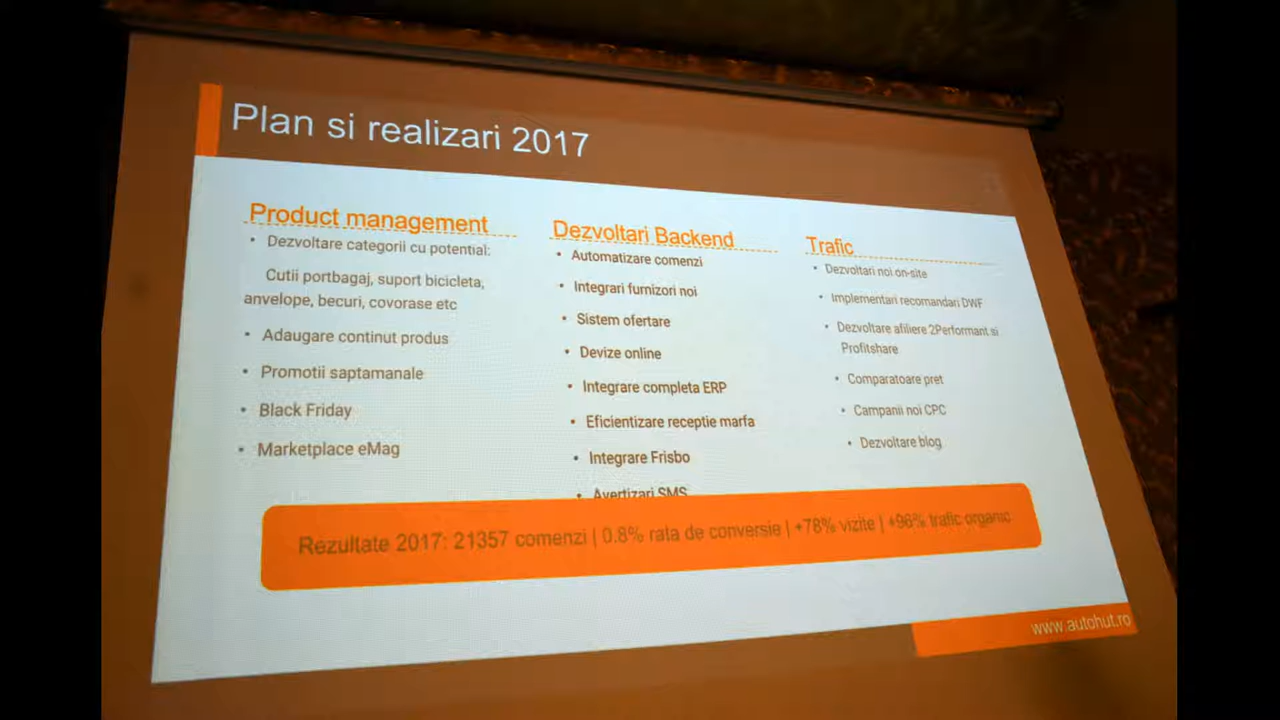 Plan si realizari 2017
Product management
• Dezvoltare categorii cu potential:
Cutii portbagaj, suport bicicleta,
anvelope, becuri, covorase etc
• Adaugare continut produs
• Promotii saptamanale
• Black Friday
• Marketplace eMag
Dezvoltari Backend
• Automatizare comenzi
• Integrari furnizori noi
• Sistem ofertare
• Devize online
• Integrare completa ERP
• Eficientizare receptie marfa
• Integrare Frisbo
• Avertizari SMS
Trafic
• Dezvoltari noi on-site
• Implementari recomandari DWF
• Dezvoltare afiliere 2Performant si
Profitshare
• Comparatoare pret
• Campanii noi CPC
• Dezvoltare blog
Rezultate 2017: 21357 comenzi | 0.8% rata de conversie | +78% vizite | +96% trafic organic
www.autohut.ro